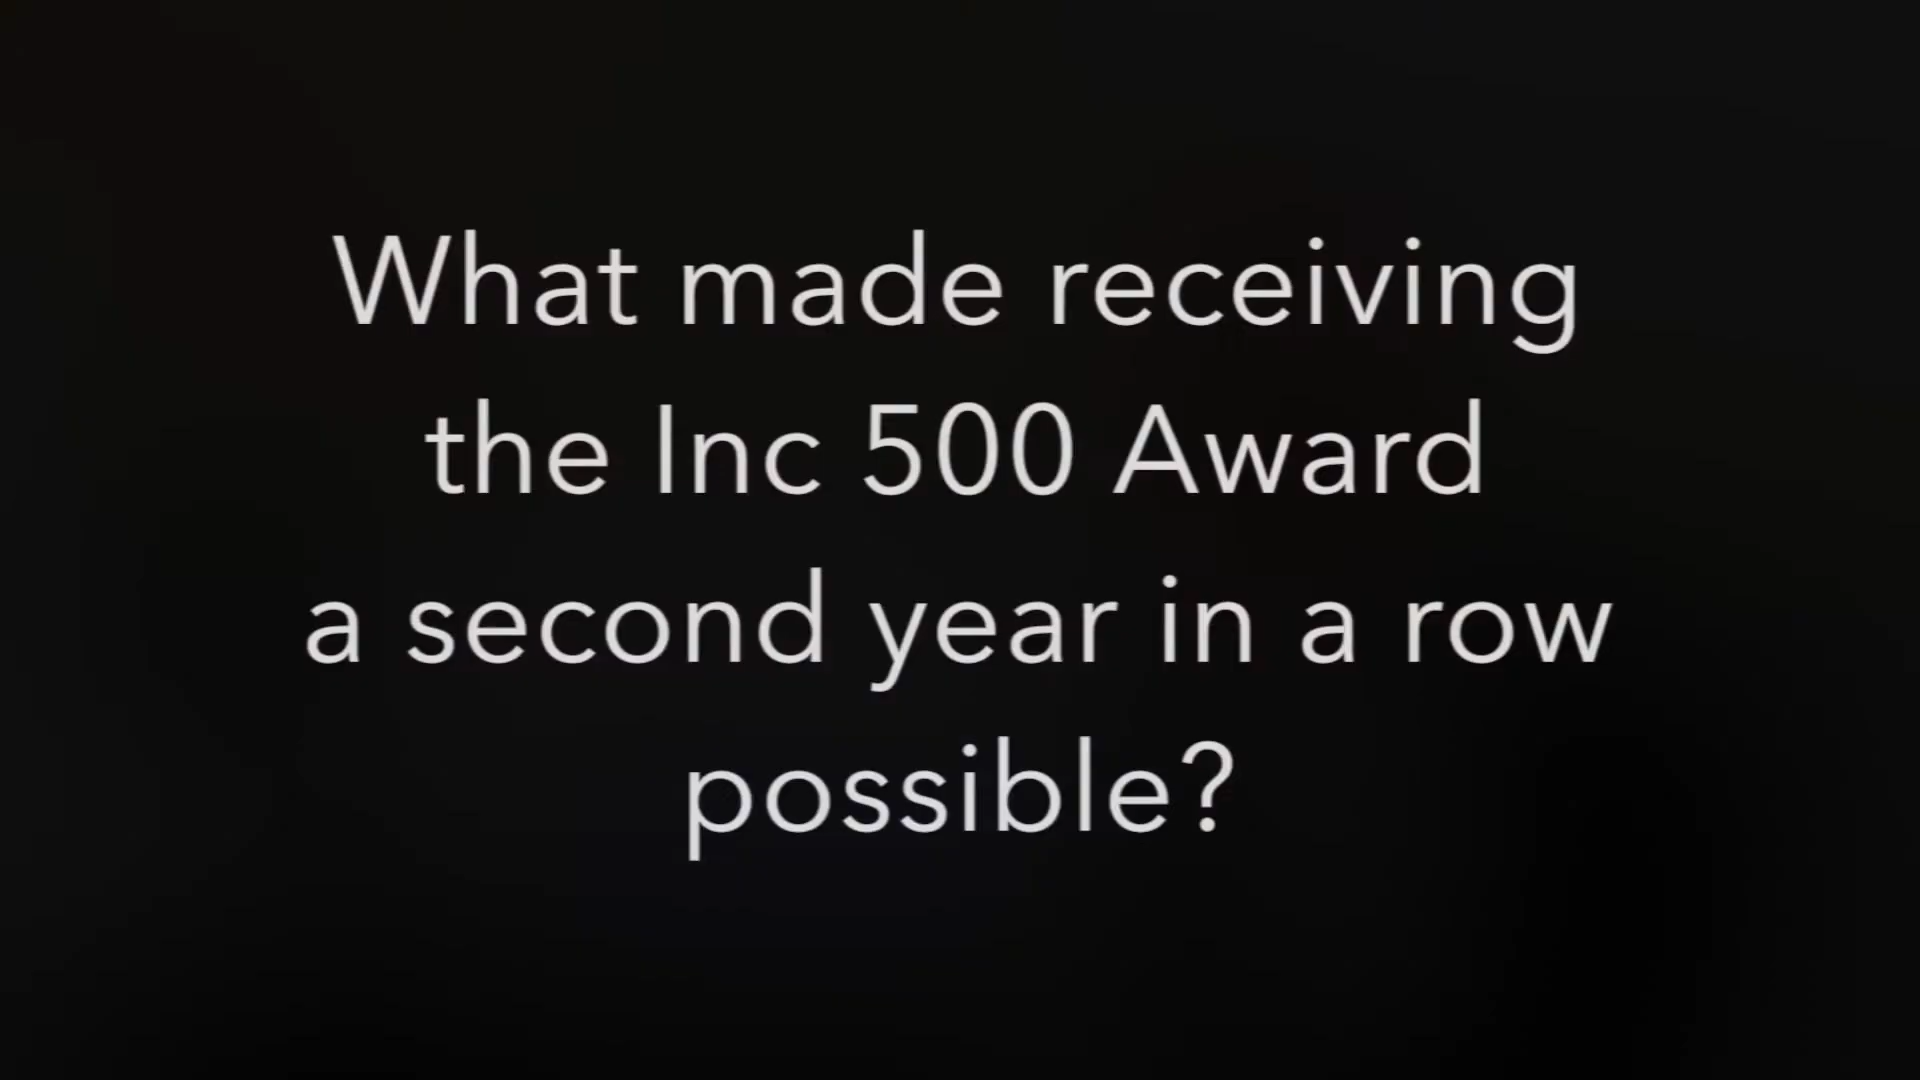 What made receiving
the Inc 500 Award
a second year in a row
possible?